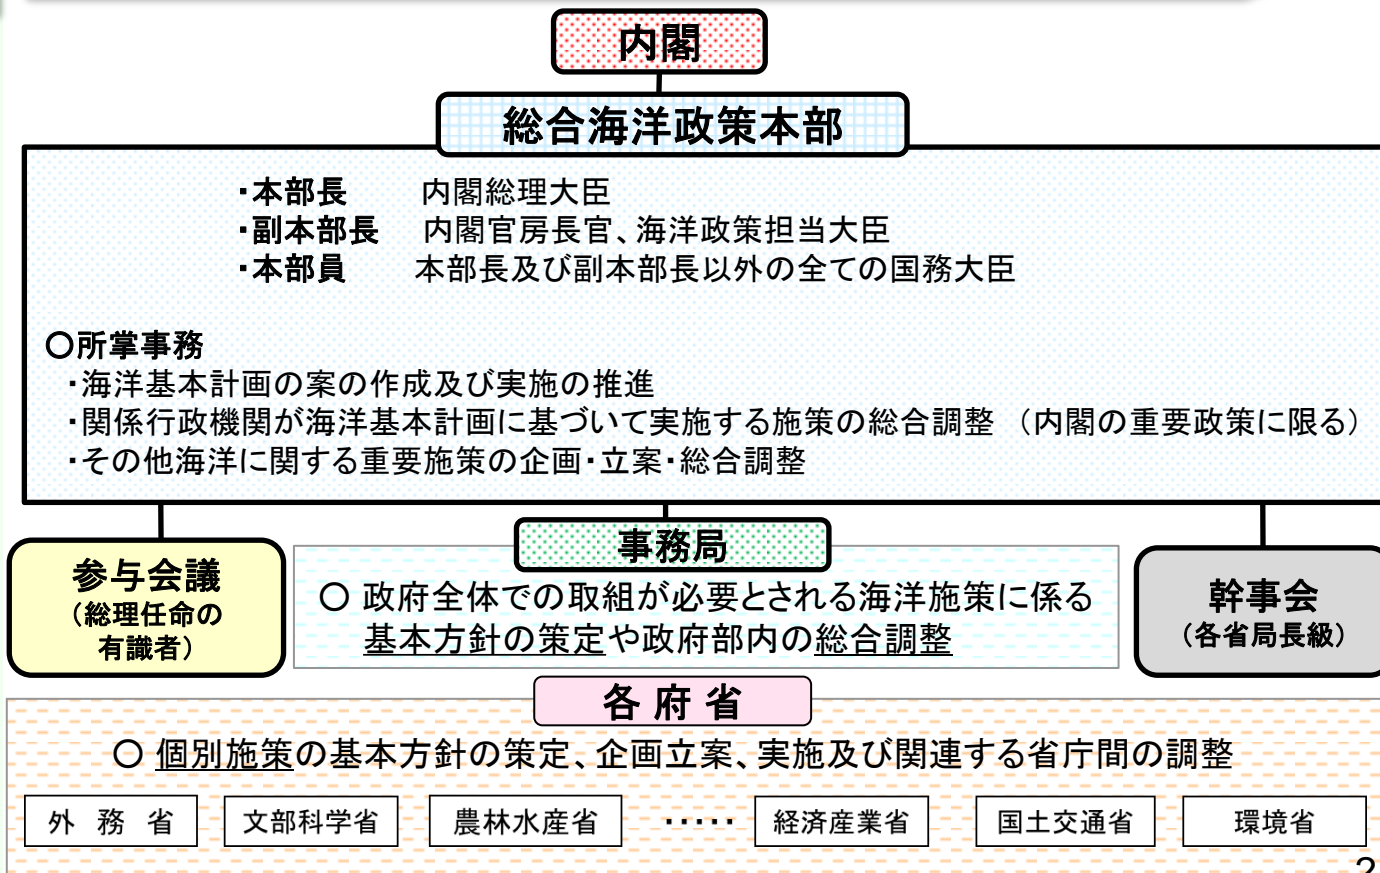 内閣
総合海洋政策本部
・本部長　　内閣総理大臣
・副本部長　内閣官房長官、海洋政策担当大臣
・本部員　　本部長及び副本部長以外の全ての国務大臣
〇所掌事務
・海洋基本計画の案の作成及び実施の推進
・関係行政機関が海洋基本計画に基づいて実施する施策の総合調整　（内閣の重要政策に限る）
・その他海洋に関する重要施策の企画・立案・総合調整
参与会議
（総理任命の
有識者）
事務局
〇 政府全体での取組が必要とされる海洋施策に係る
基本方針の策定や政府部内の総合調整
幹事会
（各省局長級）
各 府 省
〇 個別施策の基本方針の策定、企画立案、実施及び関連する省庁間の調整
外　務　省　文部科学省　農林水産省　・・・・・　経済産業省　国土交通省　環境省
2